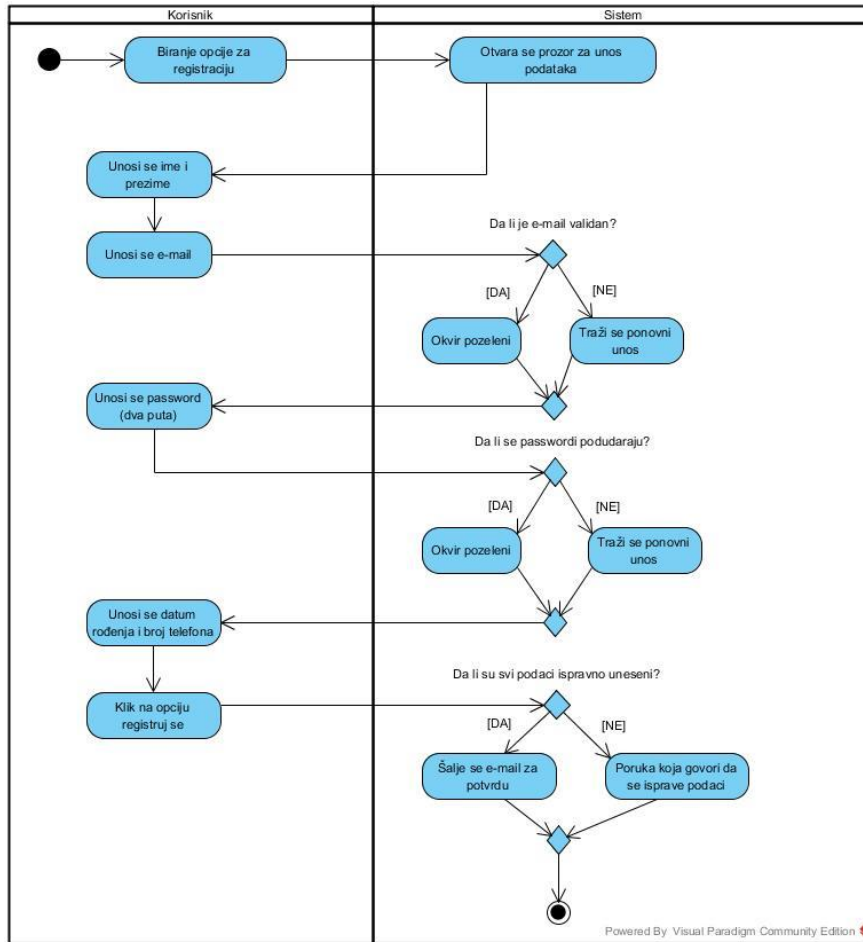 Korisnik
Sistem
Biranje opcije za
registraciju
Otvara se prozor za unos
podataka
Unosi se ime i
prezime
Unosi se e-mail
Da li je e-mail validan?
[DA]
[NE]
Okvir pozeleni
Traži se ponovni
unos
Unosi se password
(dva puta)
Da li se passwordi podudaraju?
[DA]
[NE]
Okvir pozeleni
Traži se ponovni
unos
Unosi se datum
rođenja i broj telefona
Klik na opciju
registruj se
Da li su svi podaci ispravno uneseni?
[DA]
[NE]
Šalje se e-mail za
potvrdu
Poruka koja govori da
se isprave podaci
Powered By Visual Paradigm Community Edition